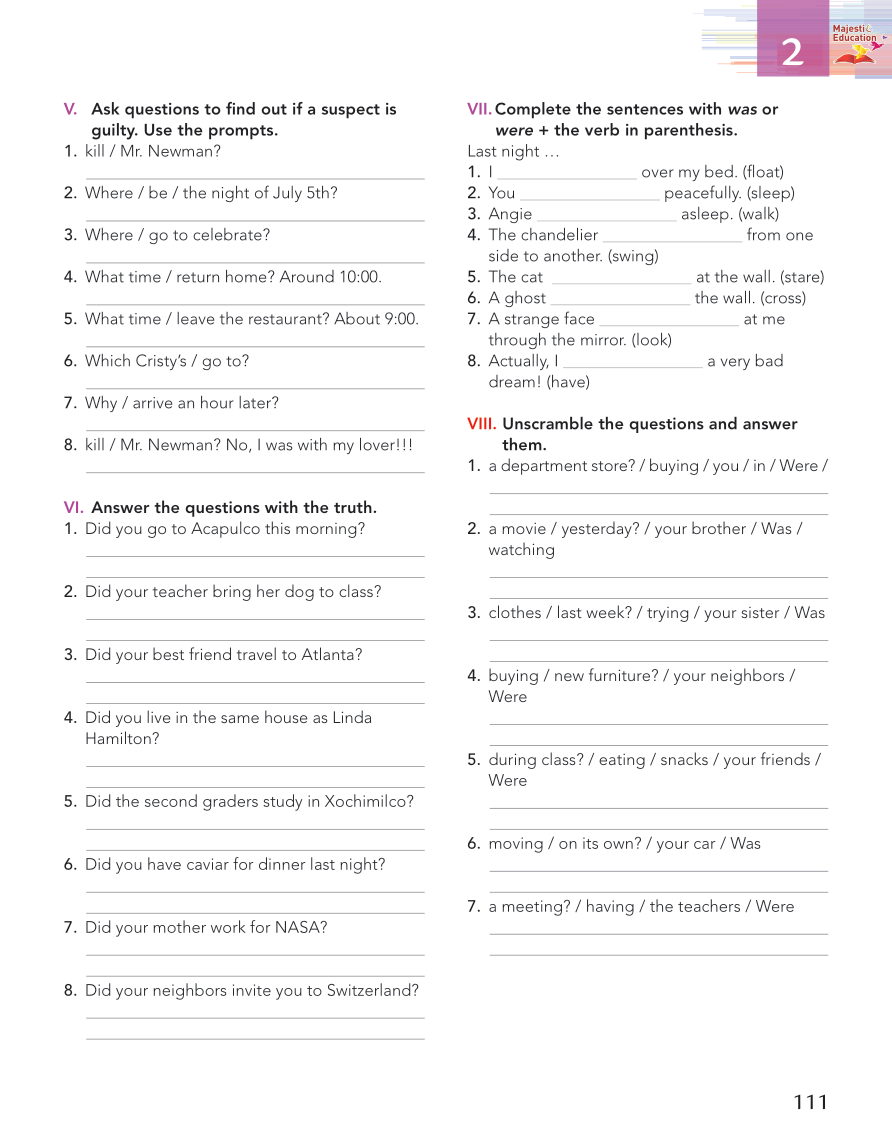 2
Majestic
Education
V. Ask questions to find out if a suspect is
guilty. Use the prompts.
1. kill / Mr. Newman?
2. Where / be / the night of July 5th?
3. Where / go to celebrate?
4. What time / return home? Around 10:00.
5. What time / leave the restaurant? About 9:00.
6. Which Cristy’s / go to?
7. Why / arrive an hour later?
8. kill / Mr. Newman? No, I was with my lover!!!
VI. Answer the questions with the truth.
1. Did you go to Acapulco this morning?
2. Did your teacher bring her dog to class?
3. Did your best friend travel to Atlanta?
4. Did you live in the same house as Linda
Hamilton?
5. Did the second graders study in Xochimilco?
6. Did you have caviar for dinner last night?
7. Did your mother work for NASA?
8. Did your neighbors invite you to Switzerland?
VII. Complete the sentences with was or
were + the verb in parenthesis.
Last night …
1. I ________ over my bed. (float)
2. You ________ peacefully. (sleep)
3. Angie ________ asleep. (walk)
4. The chandelier ________ from one
side to another. (swing)
5. The cat ________ at the wall. (stare)
6. A ghost ________ the wall. (cross)
7. A strange face ________ at me
through the mirror. (look)
8. Actually, I ________ a very bad
dream! (have)
VIII. Unscramble the questions and answer
them.
1. a department store? / buying / you / in / Were /
2. a movie / yesterday? / your brother / Was /
watching
3. clothes / last week? / trying / your sister / Was
4. buying / new furniture? / your neighbors /
Were
5. during class? / eating / snacks / your friends /
Were
6. moving / on its own? / your car / Was
7. a meeting? / having / the teachers / Were
111